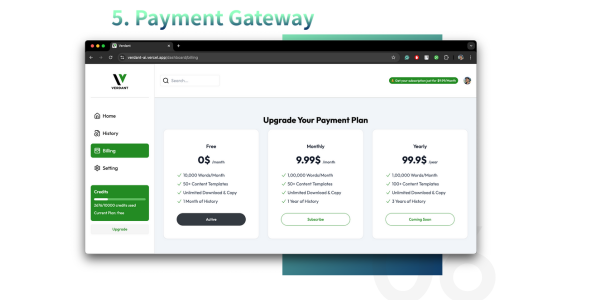 5. Payment Gateway
Verdant
verdant-ai.vercel.app/dashboard/billing
VERDANT
Search...
Get your subscription just for $9.99/Month
Home
History
Billing
Setting
Credits
2676/10000 credits used
Current Plan: free
Upgrade
Upgrade Your Payment Plan
Free
0$ /month
10,000 Words/Month
50+ Content Templates
Unlimited Download & Copy
1 Month of History
Active
Monthly
9.99$ /month
1,00,000 Words/Month
50+ Content Templates
Unlimited Download & Copy
1 Year of History
Subscribe
Yearly
99.9$ /year
1,00,000 Words/Month
100+ Content Templates
Unlimited Download & Copy
3 Years of History
Coming Soon